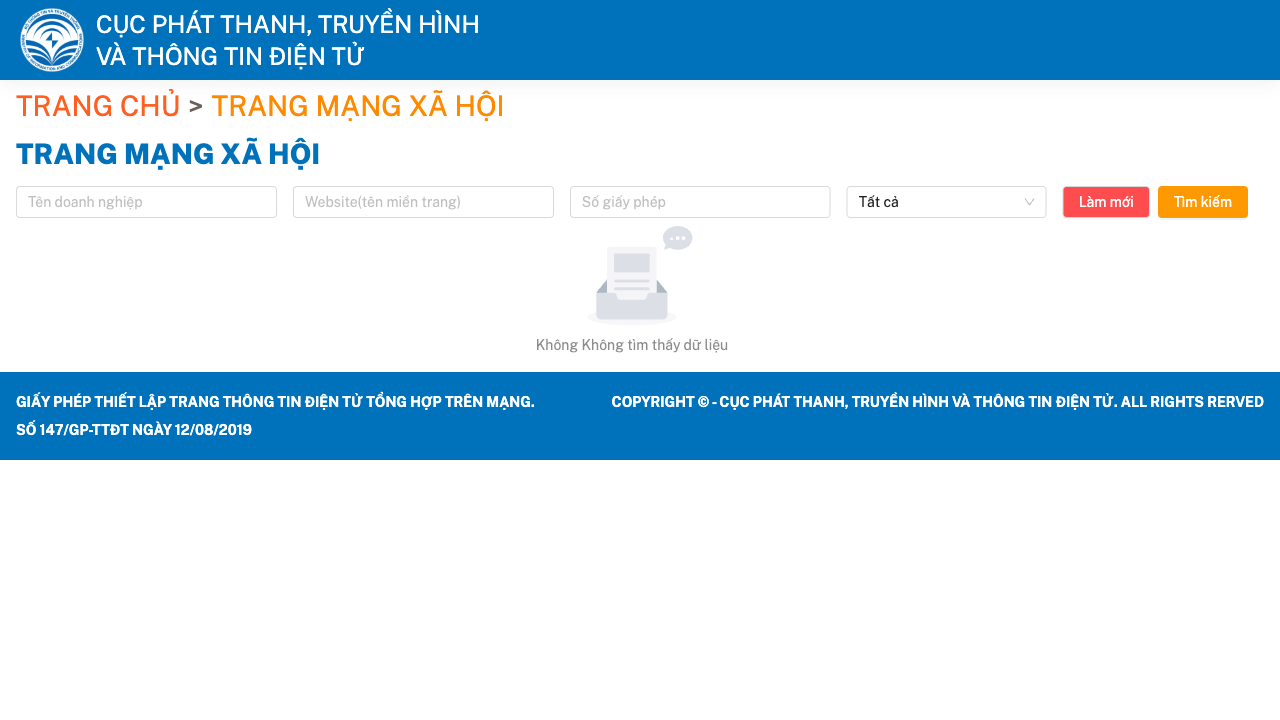 CỤC PHÁT THANH, TRUYỀN HÌNH
VÀ THÔNG TIN ĐIỆN TỬ
TRANG CHỦ > TRANG MẠNG XÃ HỘI
TRANG MẠNG XÃ HỘI
Tên doanh nghiệp
Website(tên miền trang)
Số giấy phép
Tất cả
Làm mới
Tìm kiếm
Không Không tìm thấy dữ liệu
GIẤY PHÉP THIẾT LẬP TRANG THÔNG TIN ĐIỆN TỬ TỔNG HỢP TRÊN MẠNG.
SỐ 147/GP-TTĐT NGÀY 12/08/2019
COPYRIGHT © - CỤC PHÁT THANH, TRUYỀN HÌNH VÀ THÔNG TIN ĐIỆN TỬ. ALL RIGHTS RERVED